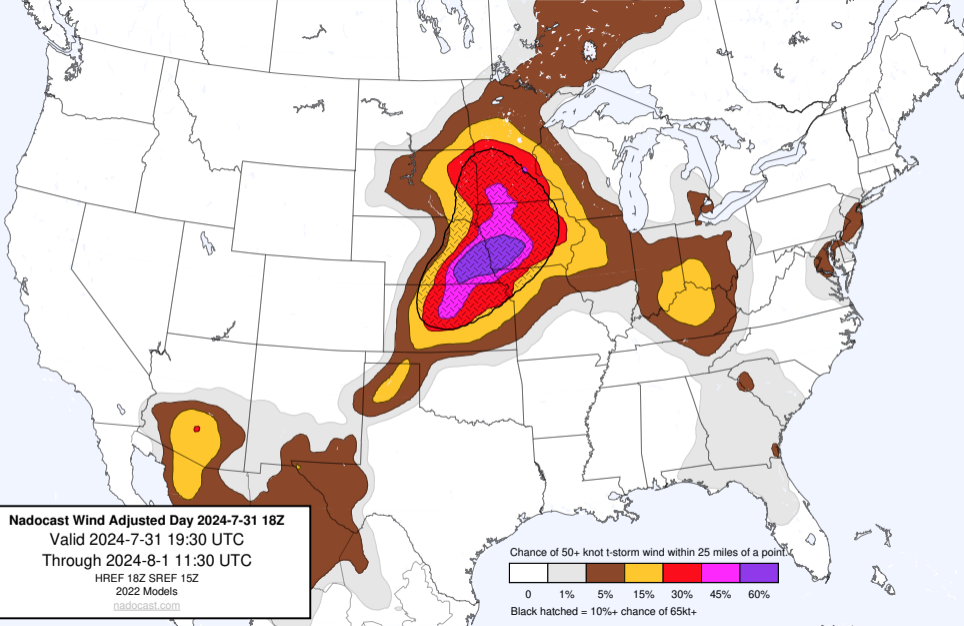 Nadocast Wind Adjusted Day 2024-7-31 18Z
Valid 2024-7-31 19:30 UTC
Through 2024-8-1 11:30 UTC
HREF 18Z SREF 15Z
2022 Models
nadocast.com
Chance of 50+ knot t-storm wind within 25 miles of a point.
0 1% 5% 15% 30% 45% 60%
Black hatched = 10%+ chance of 65kt+